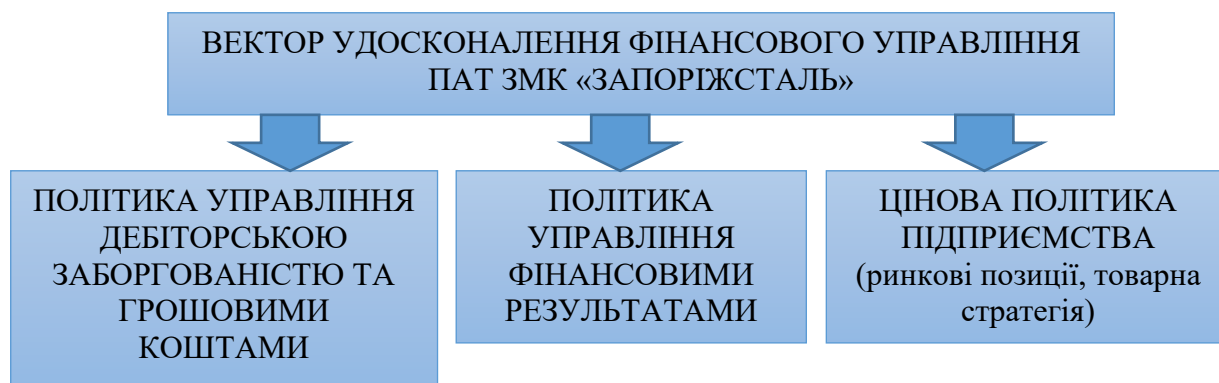 ВЕКТОР УДОСКОНАЛЕННЯ ФІНАНСОВОГО УПРАВЛІННЯ
ПАТ ЗМК «ЗАПОРІЖСТАЛЬ»
ПОЛІТИКА УПРАВЛІННЯ
ДЕБІТОРСЬКОЮ
ЗАБОРГОВАНІСТЮ ТА
ГРОШОВИМИ
КОШТАМИ
ПОЛІТИКА
УПРАВЛІННЯ
ФІНАНСОВИМИ
РЕЗУЛЬТАТАМИ
ЦІНОВА ПОЛІТИКА
ПІДПРИЄМСТВА
(ринкові позиції, товарна
стратегія)